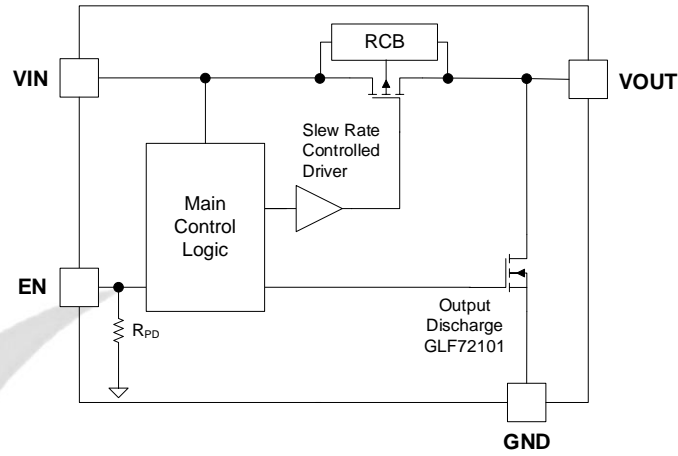 RCB
VIN
VOUT
Slew Rate
Controlled
Driver
Main
Control
Logic
EN
RPD
Output
Discharge
GLF72101
GND